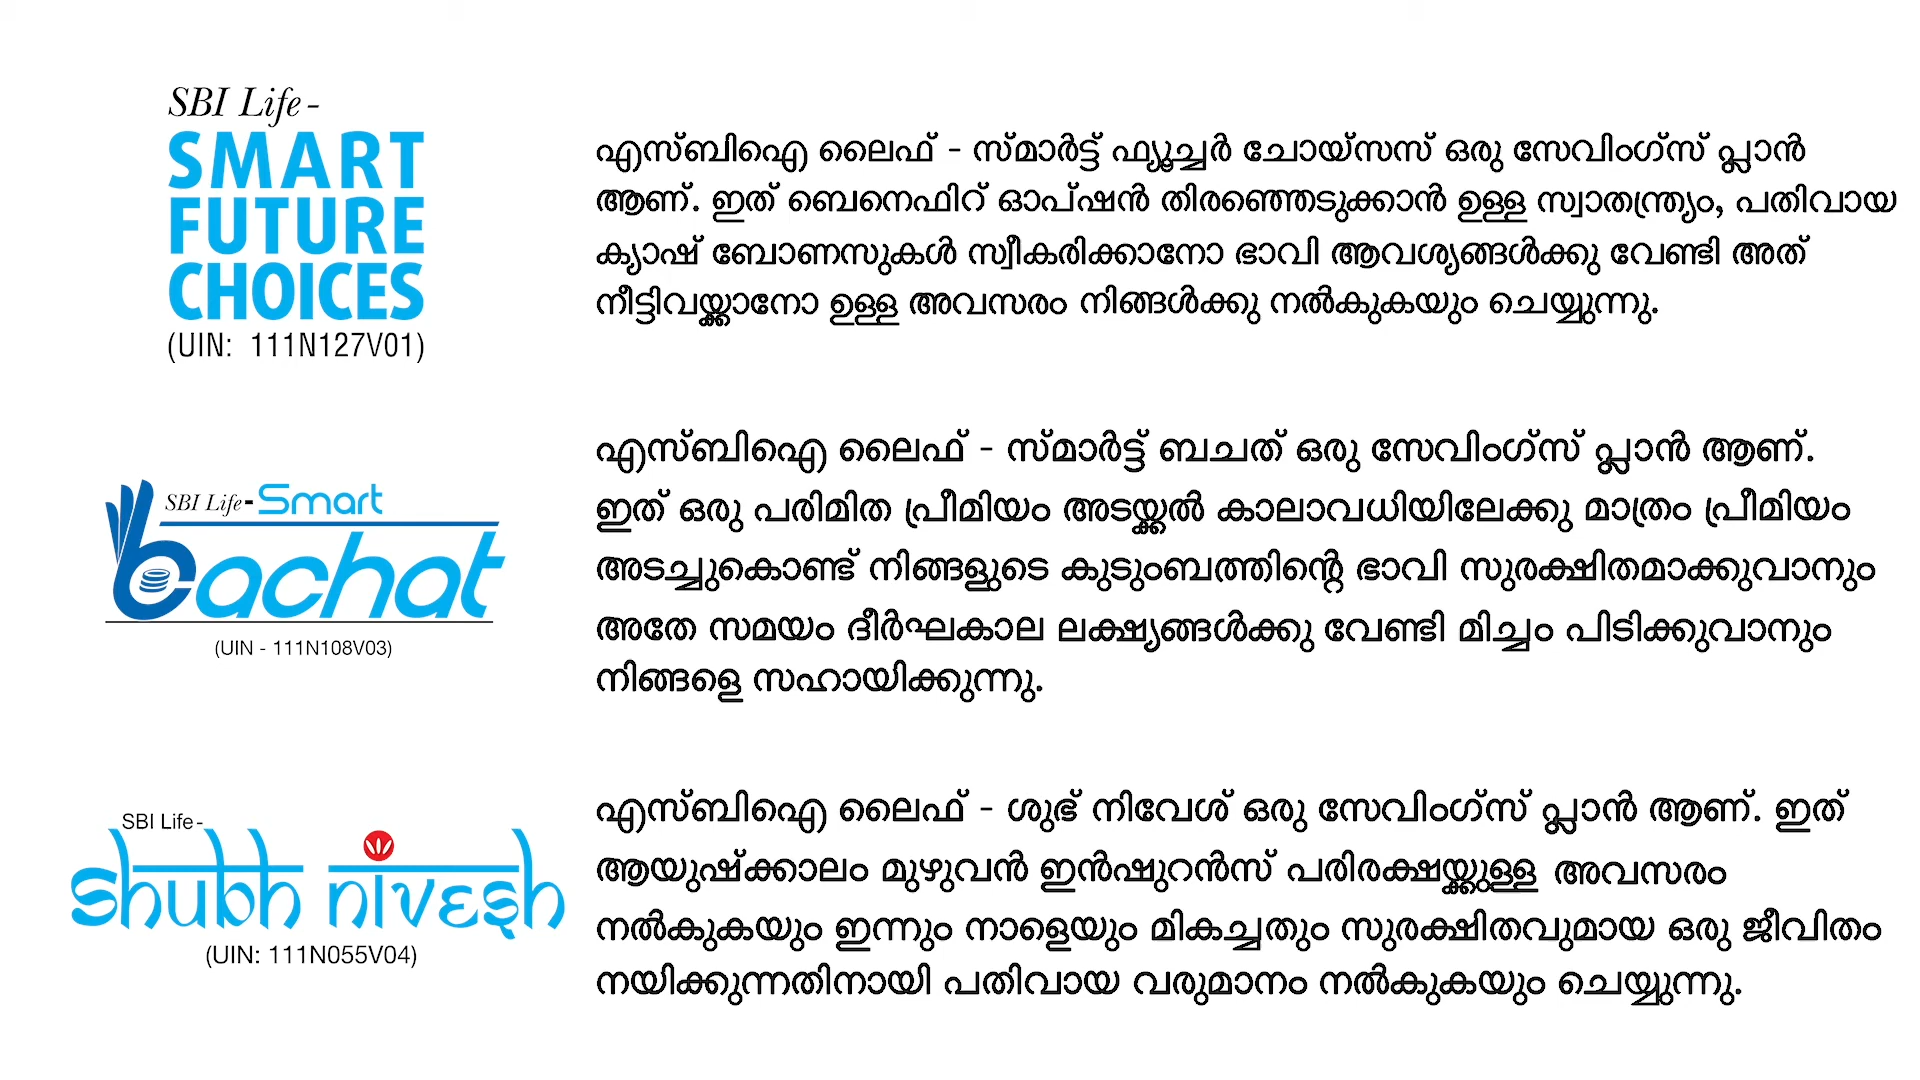 SBI Life -
SMART
FUTURE
CHOICES
(UIN: 111N127V01)
എസ്ബിഐ ലൈഫ് - സ്മാർട്ട് ഫ്യൂച്ചർ ചോയ്സസ് ഒരു സേവിംഗ്സ് പ്ലാൻ
ആണ്. ഇത് ബെനെഫിറ് ഓപ്ഷൻ തിരഞ്ഞെടുക്കാൻ ഉള്ള സ്വാതന്ത്ര്യം, പതിവായ
ക്യാഷ് ബോണസുകൾ സ്വീകരിക്കാനോ ഭാവി ആവശ്യങ്ങൾക്കു വേണ്ടി അത്
നീട്ടിവയ്ക്കാനോ ഉള്ള അവസരം നിങ്ങൾക്കു നൽകുകയും ചെയ്യുന്നു.
SBI Life - Smart
bachat
(UIN - 111N108V03)
എസ്ബിഐ ലൈഫ് - സ്മാർട്ട് ബചത് ഒരു സേവിംഗ്സ് പ്ലാൻ ആണ്.
ഇത് ഒരു പരിമിത പ്രീമിയം അടയ്ക്കൽ കാലാവധിയിലേക്കു മാത്രം പ്രീമിയം
അടച്ചുകൊണ്ട് നിങ്ങളുടെ കുടുംബത്തിന്റെ ഭാവി സുരക്ഷിതമാക്കുവാനും
അതേ സമയം ദീർഘകാല ലക്ഷ്യങ്ങൾക്കു വേണ്ടി മിച്ചം പിടിക്കുവാനും
നിങ്ങളെ സഹായിക്കുന്നു.
SBI Life -
Shubh nivesh
(UIN: 111N055V04)
എസ്ബിഐ ലൈഫ് - ശുഭ് നിവേശ് ഒരു സേവിംഗ്സ് പ്ലാൻ ആണ്. ഇത്
ആയുഷ്ക്കാലം മുഴുവൻ ഇൻഷുറൻസ് പരിരക്ഷയ്ക്കുള്ള അവസരം
നൽകുകയും ഇന്നും നാളെയും മികച്ചതും സുരക്ഷിതവുമായ ഒരു ജീവിതം
നയിക്കുന്നതിനായി പതിവായ വരുമാനം നൽകുകയും ചെയ്യുന്നു.